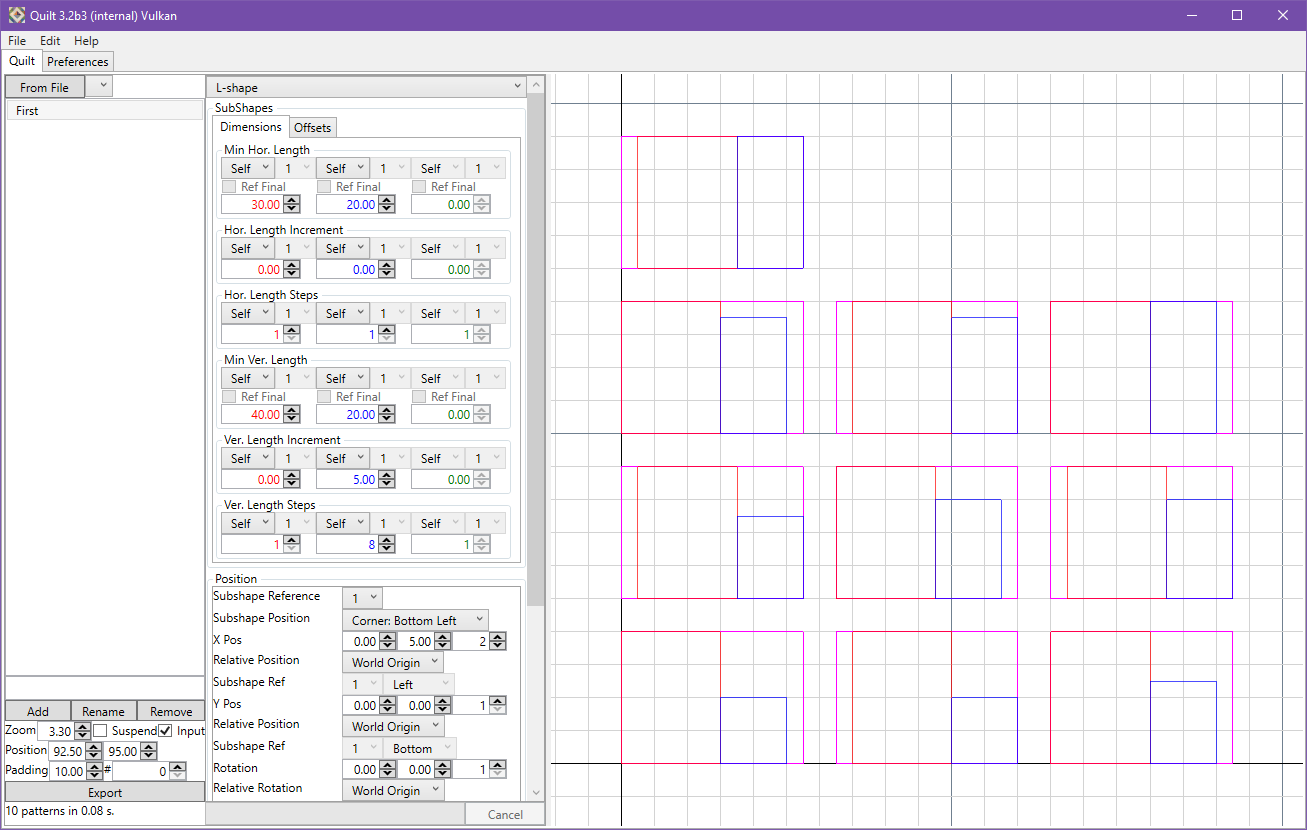 Quilt 3.2b3 (internal) Vulkan
File Edit Help
Quilt Preferences
From File
First
L-shape
SubShapes
Dimensions Offsets
Min Hor. Length
Self 1 Self 1 Self 1
Ref Final Ref Final Ref Final
30.00 20.00 0.00
Hor. Length Increment
Self 1 Self 1 Self 1
0.00 0.00 0.00
Hor. Length Steps
Self 1 Self 1 Self 1
1 1 1
Min Ver. Length
Self 1 Self 1 Self 1
Ref Final Ref Final Ref Final
40.00 20.00 0.00
Ver. Length Increment
Self 1 Self 1 Self 1
0.00 5.00 0.00
Ver. Length Steps
Self 1 Self 1 Self 1
1 8 1
Position
Subshape Reference 1
Subshape Position Corner: Bottom Left
X Pos 0.00 5.00 2
Relative Position World Origin
Subshape Ref 1 Left
Y Pos 0.00 0.00 1
Relative Position World Origin
Subshape Ref 1 Bottom
Rotation 0.00 0.00 1
Relative Rotation World Origin
Cancel
Add Rename Remove
Zoom 3.30 Suspend Input
Position 92.50 95.00
Padding 10.00 # 0
Export
10 patterns in 0.08 s.